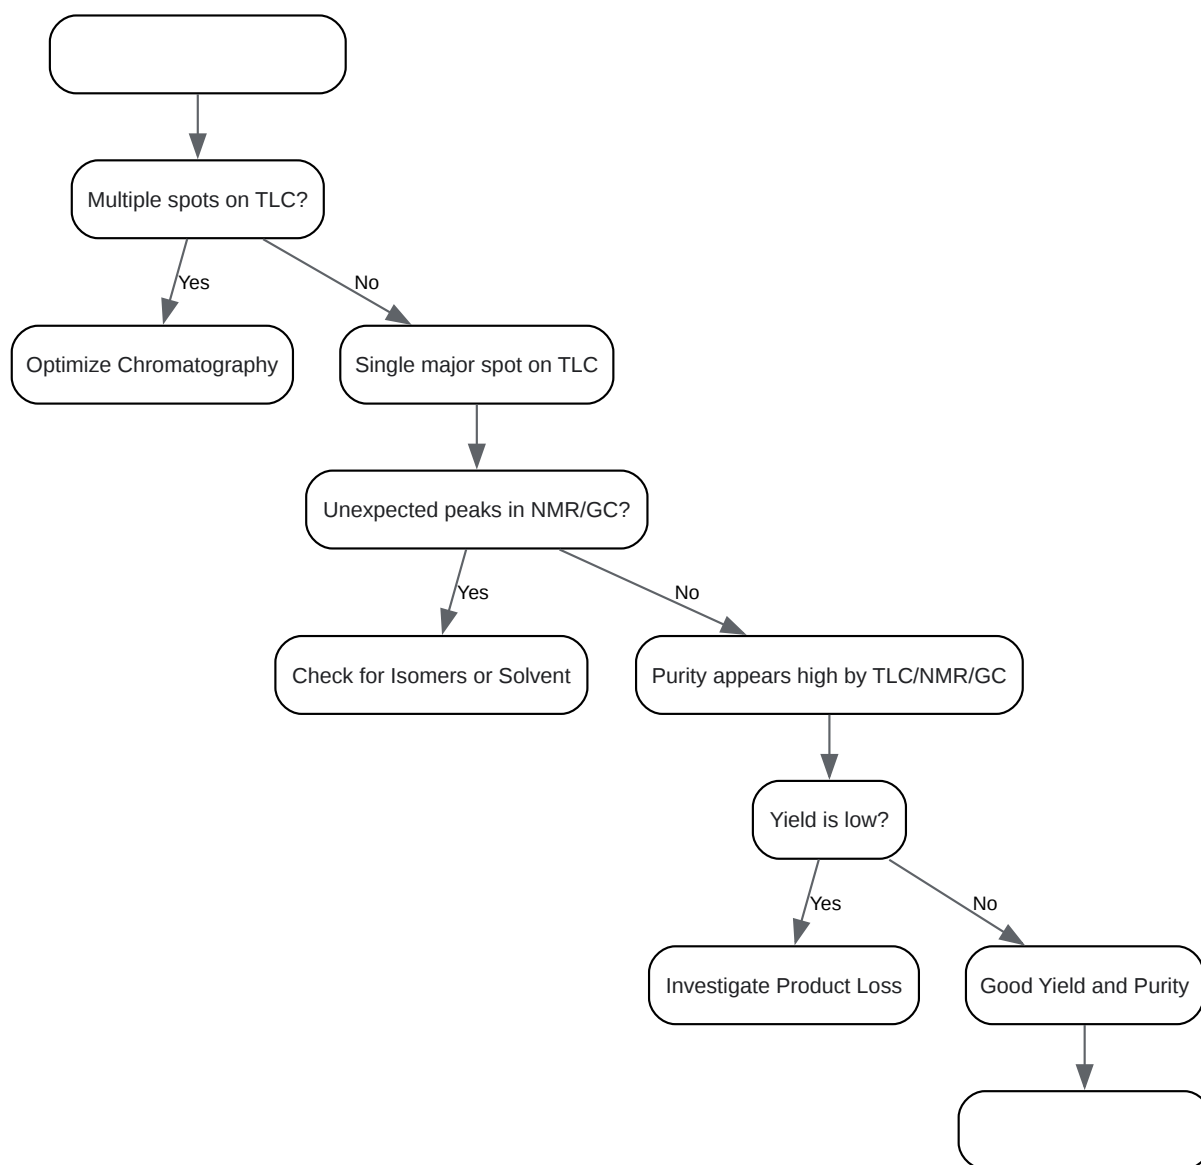 Multiple spots on TLC?
Yes
No
Optimize Chromatography
Single major spot on TLC
Unexpected peaks in NMR/GC?
Yes
No
Check for Isomers or Solvent
Purity appears high by TLC/NMR/GC
Yield is low?
Yes
No
Investigate Product Loss
Good Yield and Purity